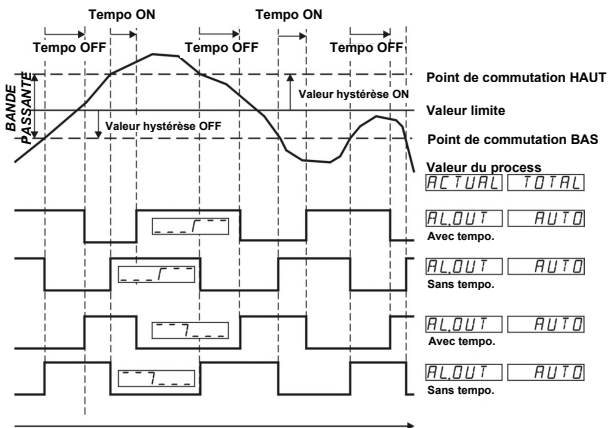 Tempo ON
Tempo ON
Tempo OFF
Tempo OFF
Tempo OFF
BANDE
PASSANTE
Point de commutation HAUT
Valeur hystérèse ON
Valeur limite
Valeur hystérèse OFF
Point de commutation BAS
Valeur du process
ACTUAL TOTAL
AL.OUT AUTO
Avec tempo.
AL.OUT AUTO
Sans tempo.
AL.OUT AUTO
Avec tempo.
AL.OUT AUTO
Sans tempo.